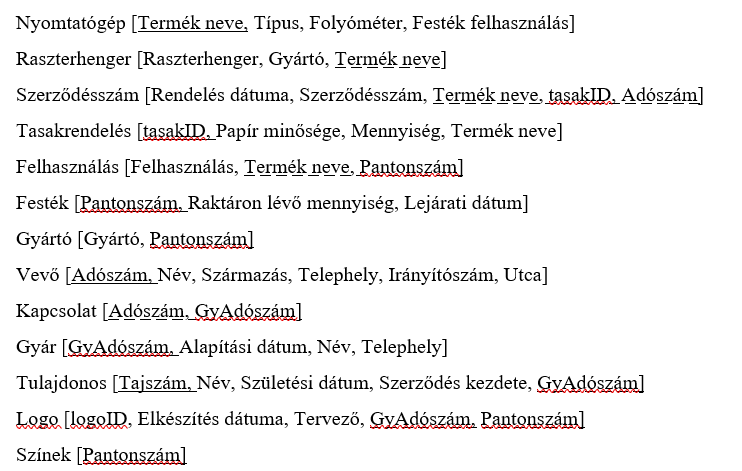 Nyomtatógép [Termék neve, Típus, Folyóméter, Festék felhasználás]
Raszterhenger [Raszterhenger, Gyártó, Termék neve]
Szerződésszám [Rendelés dátuma, Szerződésszám, Termék neve, tasakID, Adószám]
Tasakrendelés [tasakID, Papír minősége, Mennyiség, Termék neve]
Felhasználás [Felhasználás, Termék neve, Pantonszám]
Festék [Pantonszám, Raktáron lévő mennyiség, Lejárati dátum]
Gyártó [Gyártó, Pantonszám]
Vevő [Adószám, Név, Származás, Telephely, Irányítószám, Utca]
Kapcsolat [Adószám, GyAdószám]
Gyár [GyAdószám, Alapítási dátum, Név, Telephely]
Tulajdonos [Tajszám, Név, Születési dátum, Szerződés kezdete, GyAdószám]
Logo [logoID, Elkészítés dátuma, Tervező, GyAdószám, Pantonszám]
Színek [Pantonszám]